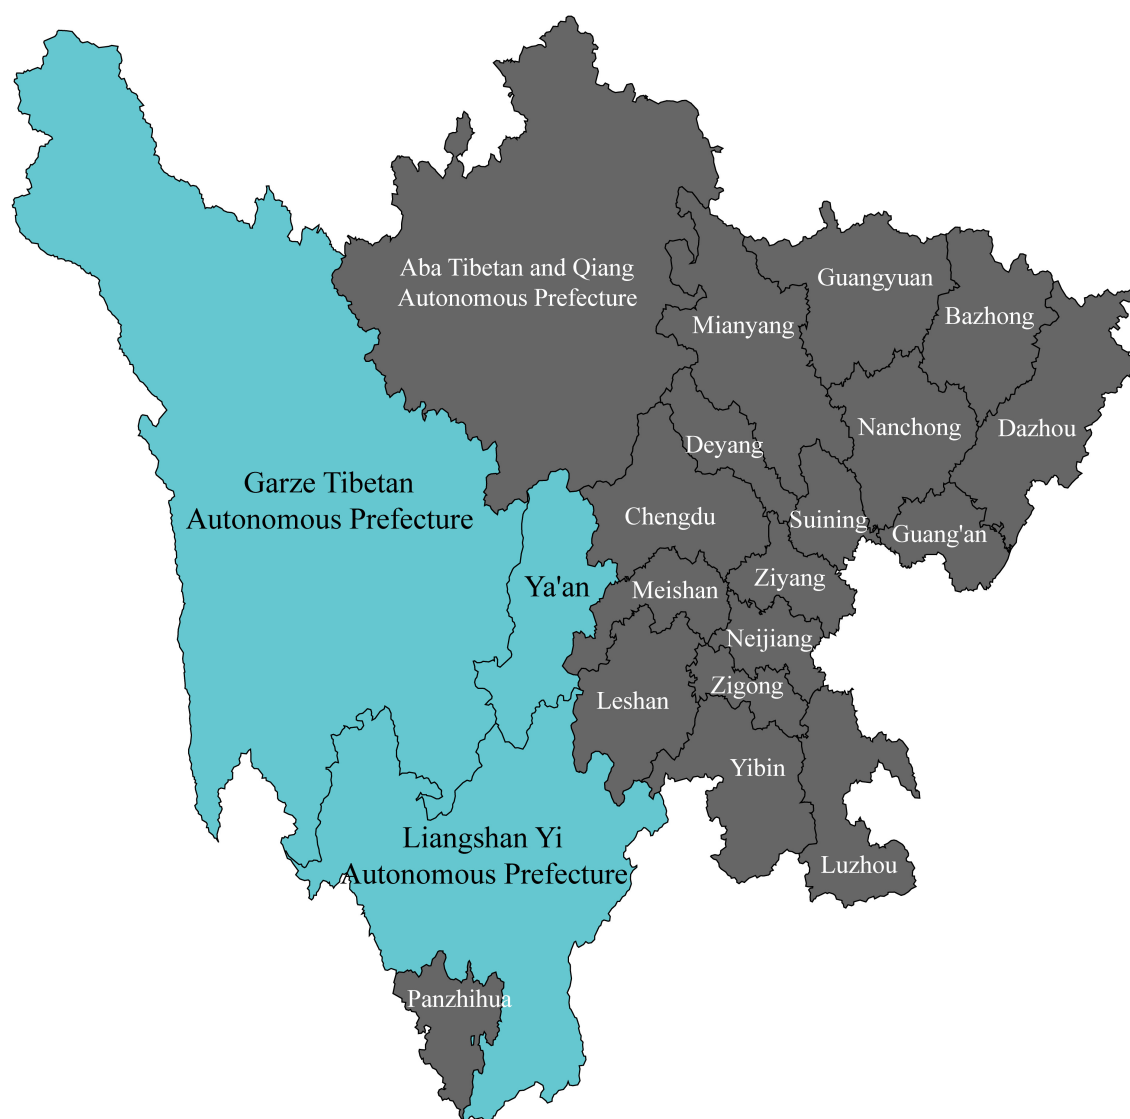 Aba Tibetan and Qiang
Autonomous Prefecture
Guangyuan
Bazhong
Mianyang
Nanchong
Dazhou
Deyang
Garze Tibetan
Autonomous Prefecture
Chengdu
Suining
Guang'an
Ya'an
Meishan
Ziyang
Neijiang
Leshan
Zigong
Yibin
Liangshan Yi
Autonomous Prefecture
Luzhou
Panzhihua